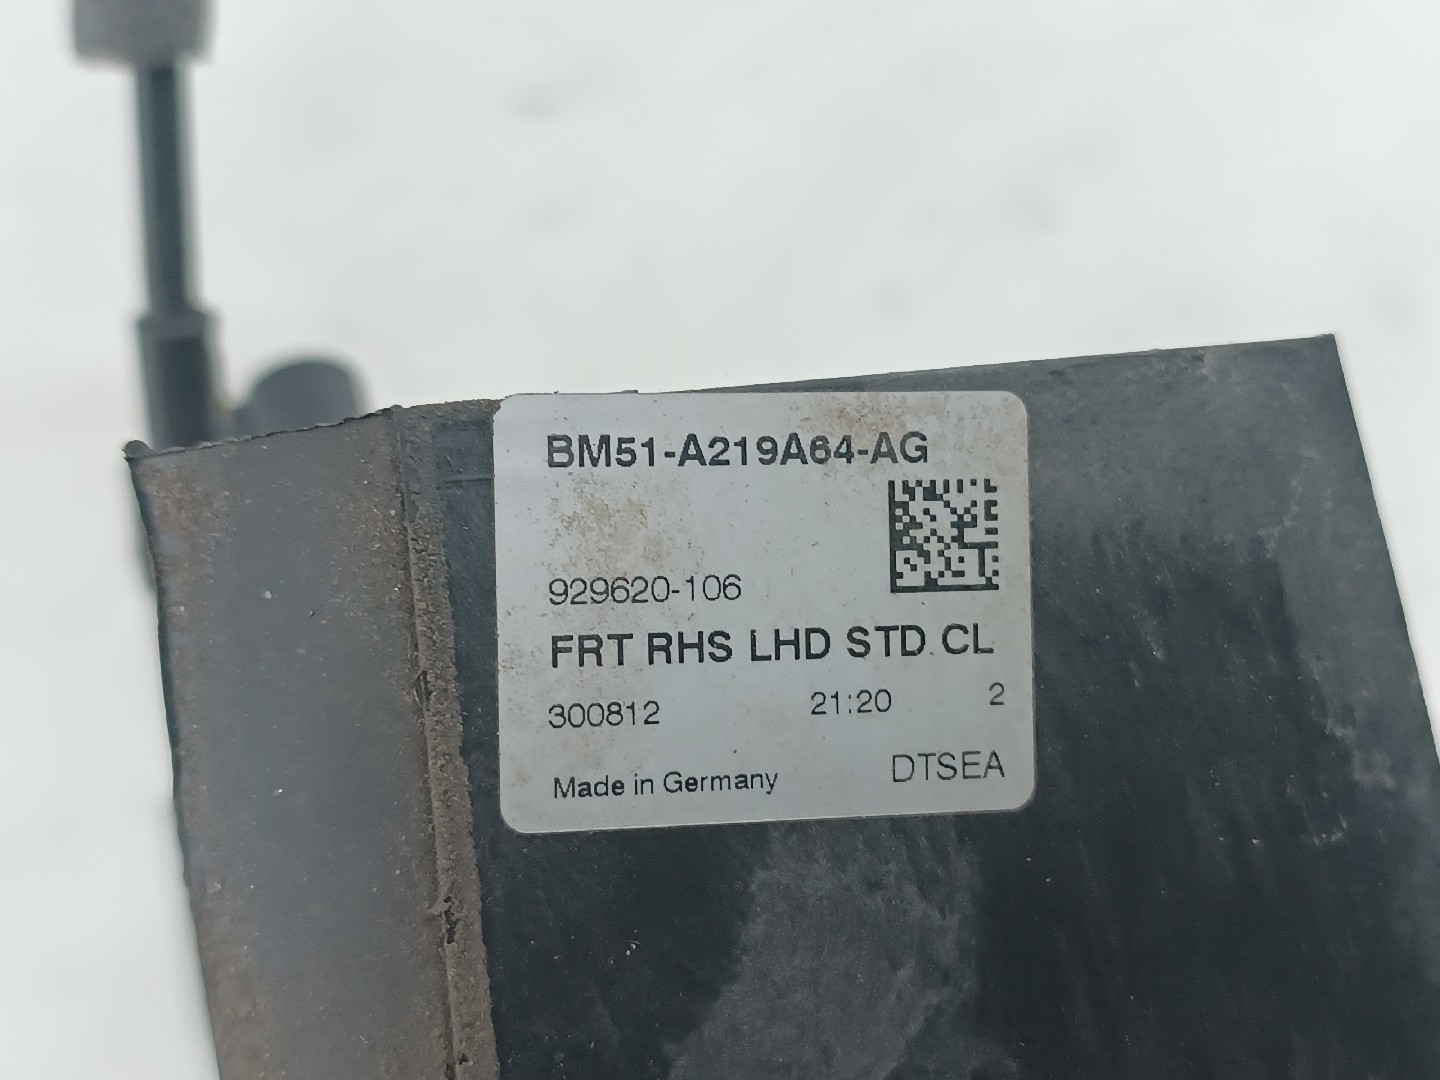 BM51-A219A64-AG
929620-106
FRT RHS LHD STD CL
300812 21:20 2
Made in Germany DTSEA